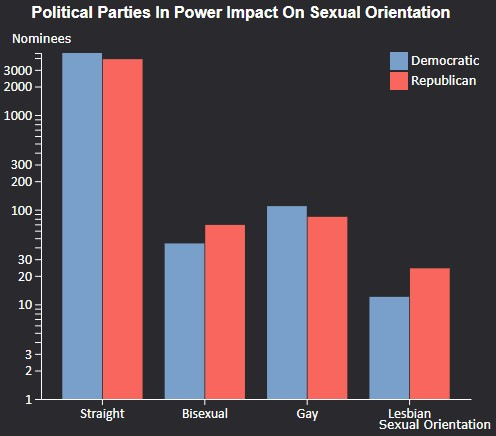 Political Parties In Power Impact On Sexual Orientation
Nominees
Democratic
Republican
3000
2000
1000
300
200
100
30
20
10
3
2
1
Straight Bisexual Gay Lesbian
Sexual Orientation